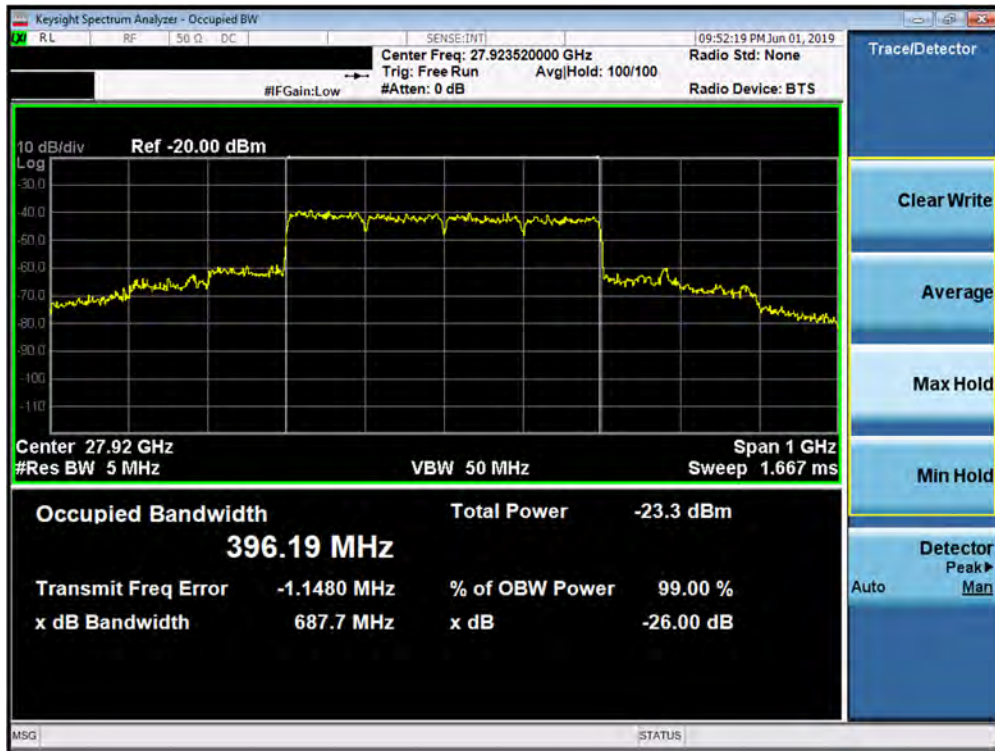 Keysight Spectrum Analyzer - Occupied BW
LXI RL RF 50 Ω DC SENSE:INT 09:52:19 PM Jun 01, 2019
Center Freq: 27.923520000 GHz Radio Std: None
Trig: Free Run Avg|Hold: 100/100
#IFGain:Low #Atten: 0 dB Radio Device: BTS
Trace/Detector
10 dB/div Ref -20.00 dBm
Log
-30.0
-40.0
-50.0
-60.0
-70.0
-80.0
-90.0
-100
-110
Center 27.92 GHz Span 1 GHz
#Res BW 5 MHz VBW 50 MHz Sweep 1.667 ms
Occupied Bandwidth Total Power -23.3 dBm
396.19 MHz
Transmit Freq Error -1.1480 MHz % of OBW Power 99.00 %
x dB Bandwidth 687.7 MHz x dB -26.00 dB
Clear Write
Average
Max Hold
Min Hold
Detector
Peak▶
Auto Man
MSG STATUS